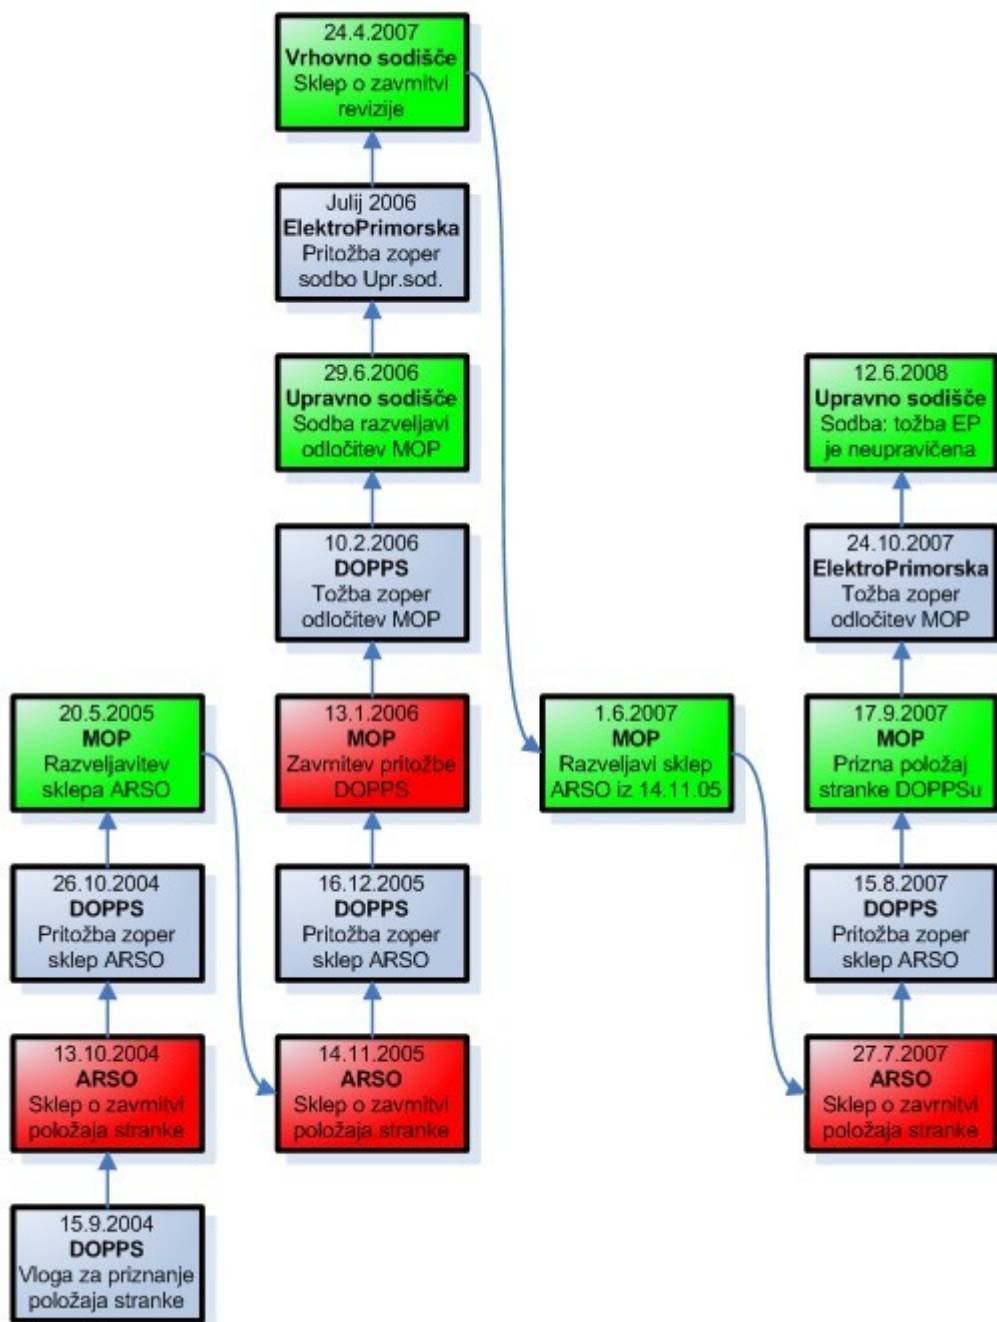 24.4.2007
Vrhovno sodišče
Sklep o zavrnitvi
revizije
Julij 2006
ElektroPrimorska
Pritožba zoper
sodbo Upr.sod.
29.6.2006
Upravno sodišče
Sodba razveljavi
odločitev MOP
10.2.2006
DOPPS
Tožba zoper
odločitev MOP
13.1.2006
MOP
Zavrnitev pritožbe
DOPPS
16.12.2005
DOPPS
Pritožba zoper
sklep ARSO
14.11.2005
ARSO
Sklep o zavrnitvi
položaja stranke
20.5.2005
MOP
Razveljavitev
sklepa ARSO
26.10.2004
DOPPS
Pritožba zoper
sklep ARSO
13.10.2004
ARSO
Sklep o zavrnitvi
položaja stranke
15.9.2004
DOPPS
Vloga za priznanje
položaja stranke
1.6.2007
MOP
Razveljavi sklep
ARSO iz 14.11.05
12.6.2008
Upravno sodišče
Sodba: tožba EP
je neupravičena
24.10.2007
ElektroPrimorska
Tožba zoper
odločitev MOP
17.9.2007
MOP
Prizna položaj
stranke DOPPSu
15.8.2007
DOPPS
Pritožba zoper
sklep ARSO
27.7.2007
ARSO
Sklep o zavrnitvi
položaja stranke